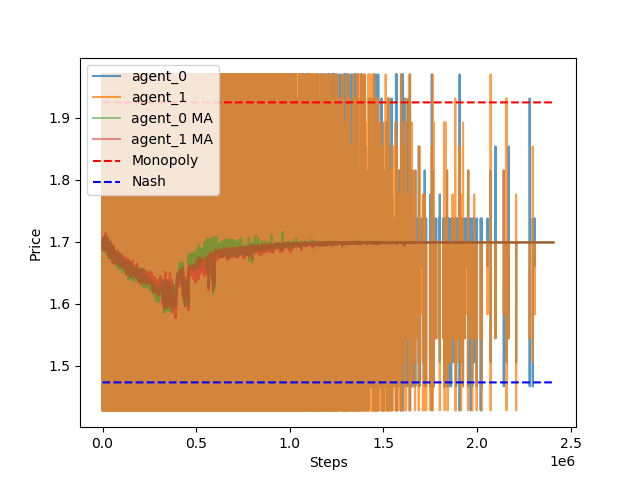 agent_0
agent_1
agent_0 MA
agent_1 MA
Monopoly
Nash
1.9
1.8
1.7
1.6
1.5
Price
0.0 0.5 1.0 1.5 2.0 2.5
1e6
Steps